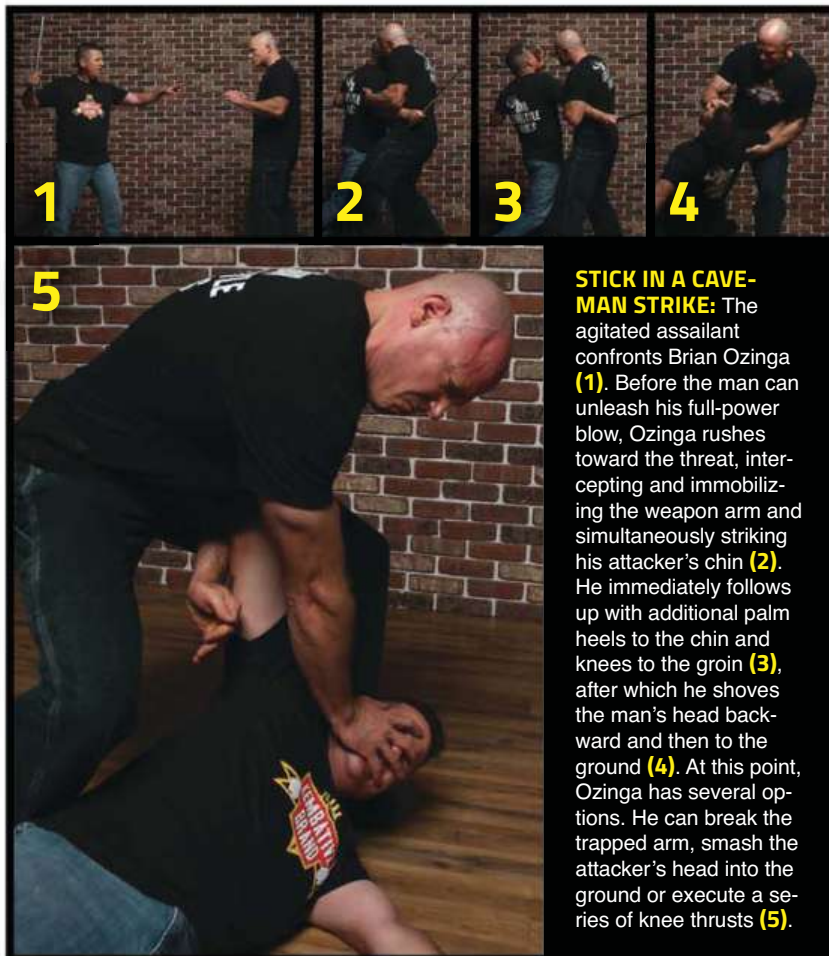 1
2
3
4
5
STICK IN A CAVE-
MAN STRIKE: The
agitated assailant
confronts Brian Ozinga
(1). Before the man can
unleash his full-power
blow, Ozinga rushes
toward the threat, inter-
cepting and immobiliz-
ing the weapon arm and
simultaneously striking
his attacker's chin (2).
He immediately follows
up with additional palm
heels to the chin and
knees to the groin (3),
after which he shoves
the man's head back-
ward and then to the
ground (4). At this point,
Ozinga has several op-
tions. He can break the
trapped arm, smash the
attacker's head into the
ground or execute a se-
ries of knee thrusts (5).
BRAND